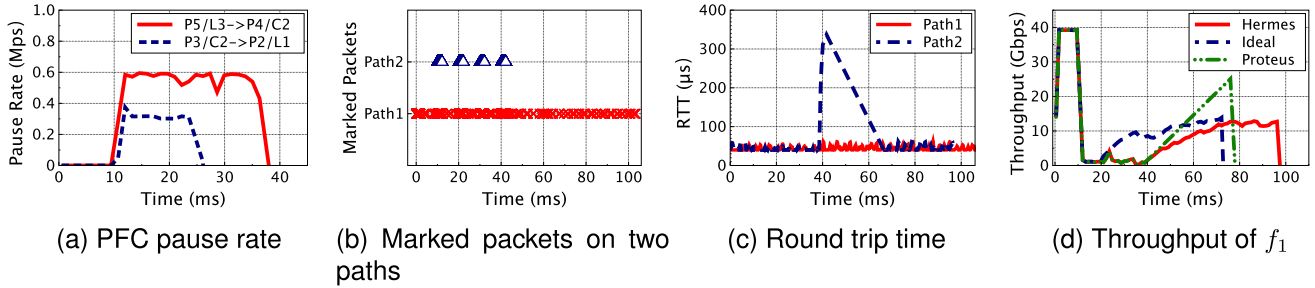 1.0
0.8
0.6
0.4
0.2
0
Pause Rate (Mps)
P5/L3->P4/C2
P3/C2->P2/L1
0 10 20 30 40
Time (ms)
(a) PFC pause rate
Marked Packets
Path2
Path1
0 20 40 60 80 100
Time (ms)
(b) Marked packets on two
paths
400
300
200
100
0
RTT (μs)
Path1
Path2
0 20 40 60 80 100
Time (ms)
(c) Round trip time
40
30
20
10
0
Throughput (Gbps)
Hermes
Ideal
Proteus
0 20 40 60 80 100
Time (ms)
(d) Throughput of f1